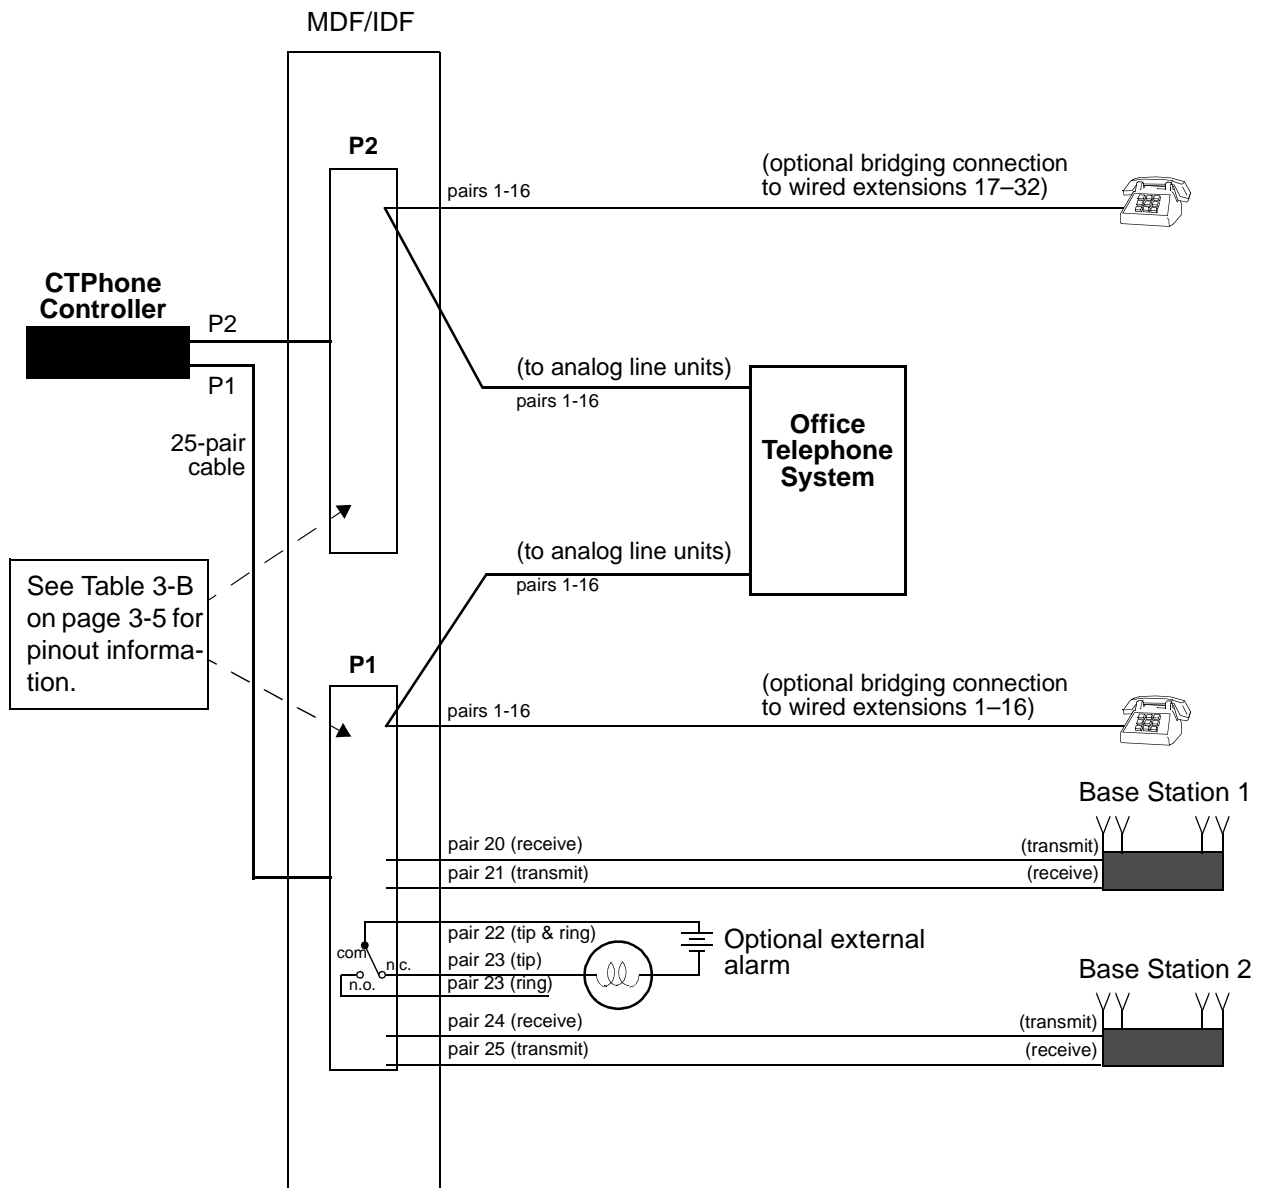 MDF/IDF
P2
pairs 1-16
(optional bridging connection
to wired extensions 17–32)
CTPhone
Controller
P2
P1
25-pair
cable
(to analog line units)
pairs 1-16
Office
Telephone
System
(to analog line units)
pairs 1-16
See Table 3-B
on page 3-5 for
pinout informa-
tion.
P1
pairs 1-16
(optional bridging connection
to wired extensions 1–16)
Base Station 1
pair 20 (receive)
(transmit)
pair 21 (transmit)
(receive)
pair 22 (tip & ring)
com
n.c.
n.o.
pair 23 (tip)
pair 23 (ring)
Optional external
alarm
Base Station 2
pair 24 (receive)
(transmit)
pair 25 (transmit)
(receive)